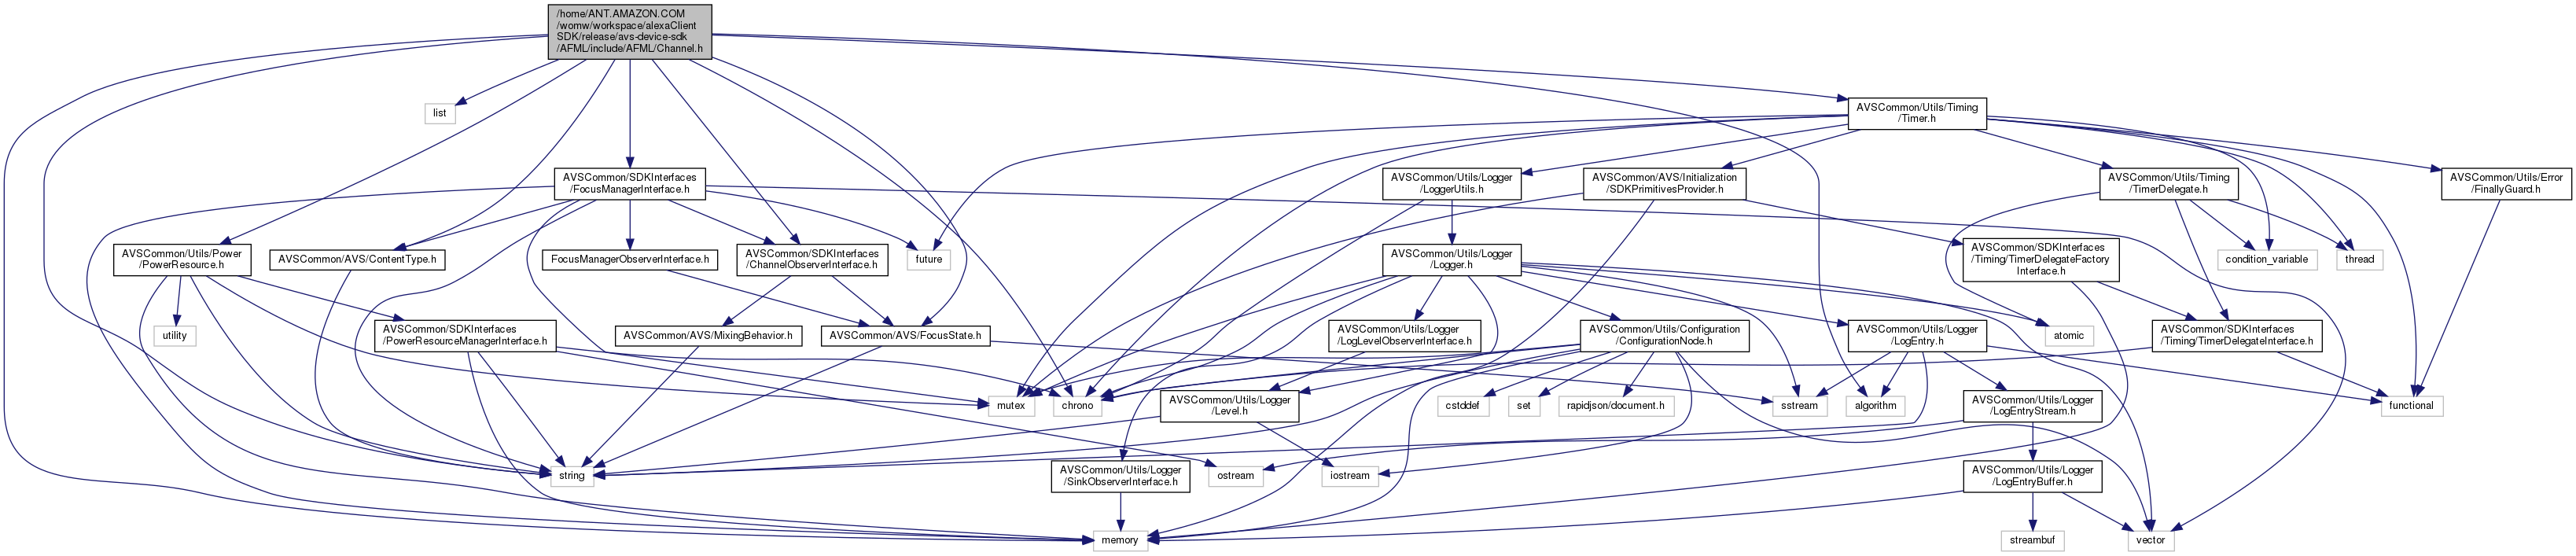 /home/ANT.AMAZON.COM
/womw/workspace/alexaClient
SDK/release/avs-device-sdk
/AFML/include/AFML/Channel.h
list
AVSCommon/Utils/Timing
/Timer.h
AVSCommon/SDKInterfaces
/FocusManagerInterface.h
AVSCommon/Utils/Logger
/LoggerUtils.h
AVSCommon/AVS/Initialization
/SDKPrimitivesProvider.h
AVSCommon/Utils/Timing
/TimerDelegate.h
AVSCommon/Utils/Error
/FinallyGuard.h
AVSCommon/Utils/Power
/PowerResource.h
AVSCommon/AVS/ContentType.h
FocusManagerObserverInterface.h
AVSCommon/SDKInterfaces
/ChannelObserverInterface.h
future
AVSCommon/Utils/Logger
/Logger.h
AVSCommon/SDKInterfaces
/Timing/TimerDelegateFactory
Interface.h
condition_variable
thread
utility
AVSCommon/SDKInterfaces
/PowerResourceManagerInterface.h
AVSCommon/AVS/MixingBehavior.h
AVSCommon/AVS/FocusState.h
AVSCommon/Utils/Logger
/LogLevelObserverInterface.h
AVSCommon/Utils/Configuration
/ConfigurationNode.h
AVSCommon/Utils/Logger
/LogEntry.h
atomic
AVSCommon/SDKInterfaces
/Timing/TimerDelegateInterface.h
mutex
chrono
AVSCommon/Utils/Logger
/Level.h
cstddef
set
rapidjson/document.h
sstream
algorithm
AVSCommon/Utils/Logger
/LogEntryStream.h
functional
string
AVSCommon/Utils/Logger
/SinkObserverInterface.h
ostream
iostream
AVSCommon/Utils/Logger
/LogEntryBuffer.h
memory
streambuf
vector